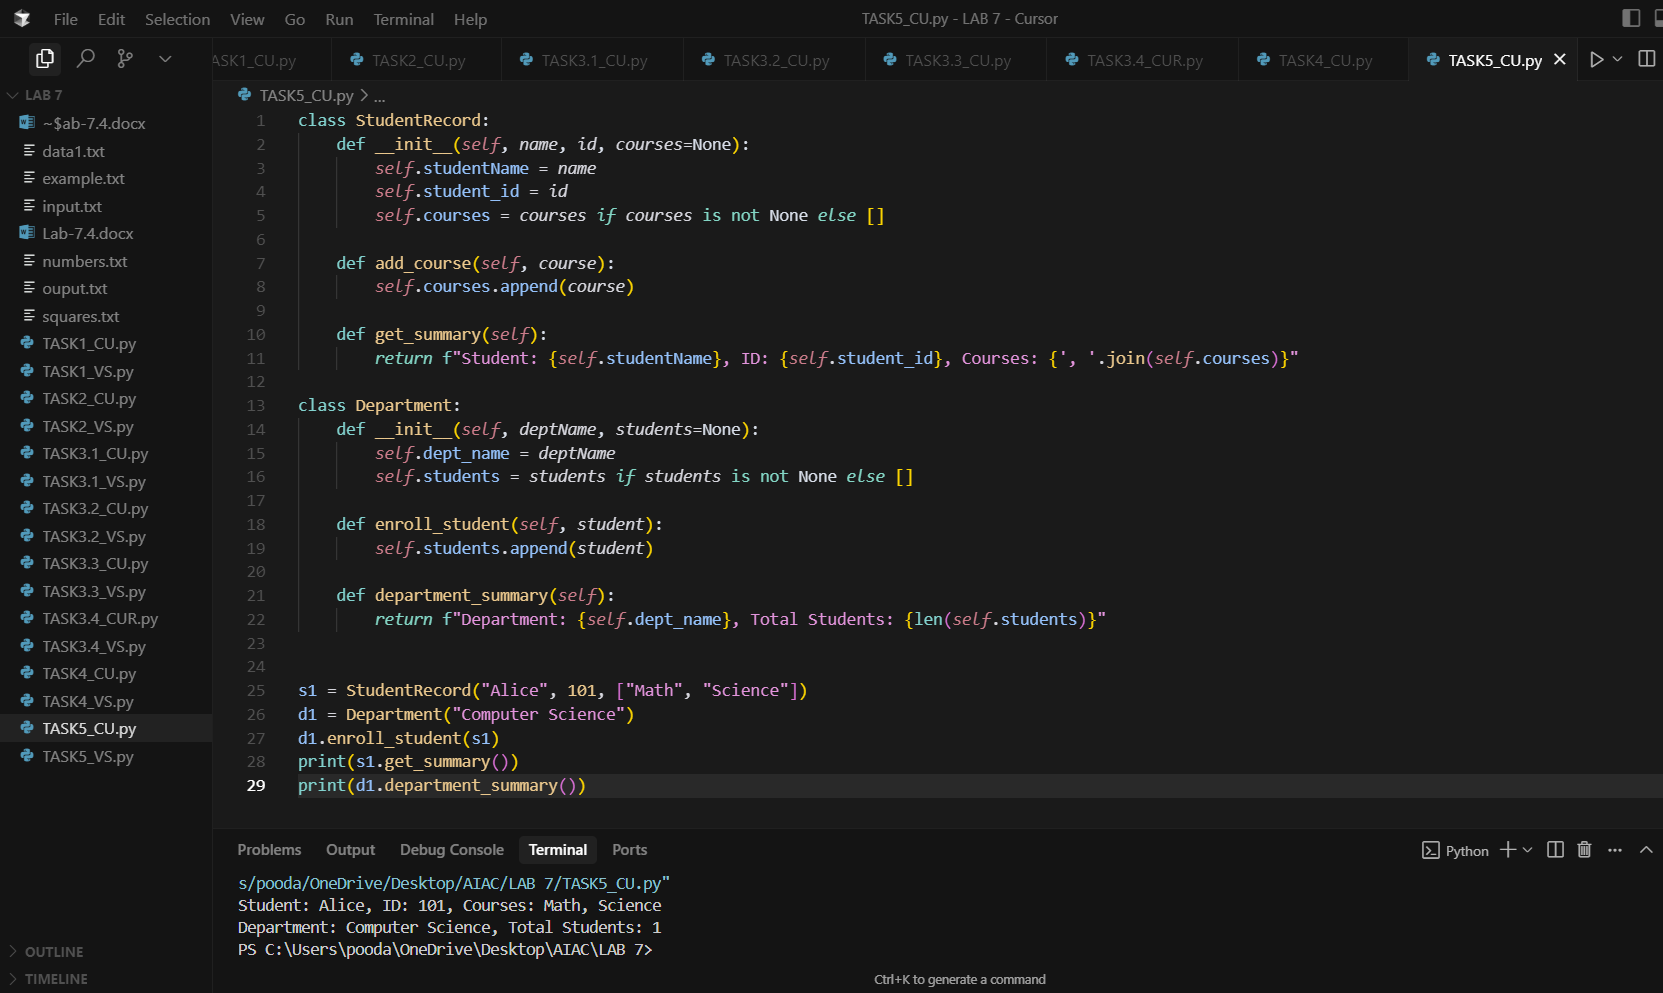 File Edit Selection View Go Run Terminal Help
TASK5_CU.py - LAB 7 - Cursor
ASK1_CU.py TASK2_CU.py TASK3.1_CU.py TASK3.2_CU.py TASK3.3_CU.py TASK3.4_CUR.py TASK4_CU.py TASK5_CU.py
LAB 7
~$ab-7.4.docx
data1.txt
example.txt
input.txt
Lab-7.4.docx
numbers.txt
ouput.txt
squares.txt
TASK1_CU.py
TASK1_VS.py
TASK2_CU.py
TASK2_VS.py
TASK3.1_CU.py
TASK3.1_VS.py
TASK3.2_CU.py
TASK3.2_VS.py
TASK3.3_CU.py
TASK3.3_VS.py
TASK3.4_CUR.py
TASK3.4_VS.py
TASK4_CU.py
TASK4_VS.py
TASK5_CU.py
TASK5_VS.py
OUTLINE
TIMELINE
TASK5_CU.py > ...
1 class StudentRecord:
2     def __init__(self, name, id, courses=None):
3         self.studentName = name
4         self.student_id = id
5         self.courses = courses if courses is not None else []
6
7     def add_course(self, course):
8         self.courses.append(course)
9
10     def get_summary(self):
11         return f"Student: {self.studentName}, ID: {self.student_id}, Courses: {', '.join(self.courses)}"
12
13 class Department:
14     def __init__(self, deptName, students=None):
15         self.dept_name = deptName
16         self.students = students if students is not None else []
17
18     def enroll_student(self, student):
19         self.students.append(student)
20
21     def department_summary(self):
22         return f"Department: {self.dept_name}, Total Students: {len(self.students)}"
23
24
25 s1 = StudentRecord("Alice", 101, ["Math", "Science"])
26 d1 = Department("Computer Science")
27 d1.enroll_student(s1)
28 print(s1.get_summary())
29 print(d1.department_summary())
Problems Output Debug Console Terminal Ports
Python
s/pooda/OneDrive/Desktop/AIAC/LAB 7/TASK5_CU.py"
Student: Alice, ID: 101, Courses: Math, Science
Department: Computer Science, Total Students: 1
PS C:\Users\pooda\OneDrive\Desktop\AIAC\LAB 7>
Ctrl+K to generate a command